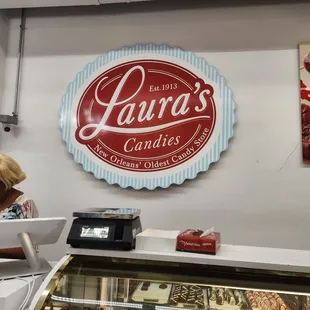 Est. 1913
Laura's
Candies
New Orleans' Oldest Candy Store